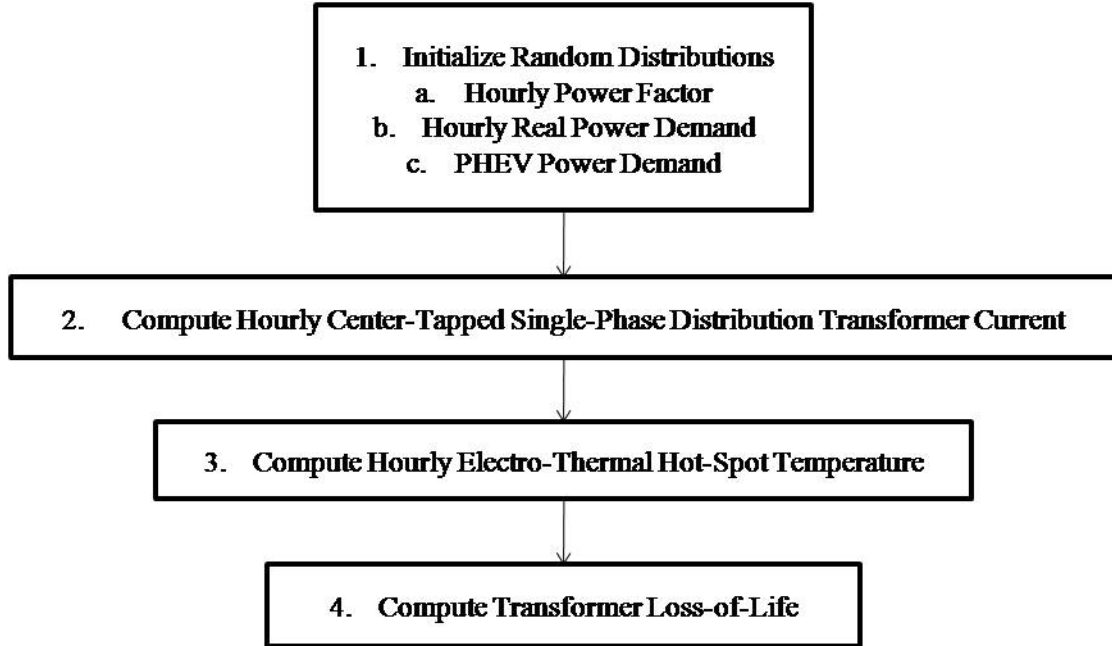 1. Initialize Random Distributions
a. Hourly Power Factor
b. Hourly Real Power Demand
c. PHEV Power Demand
2. Compute Hourly Center-Tapped Single-Phase Distribution Transformer Current
3. Compute Hourly Electro-Thermal Hot-Spot Temperature
4. Compute Transformer Loss-of-Life